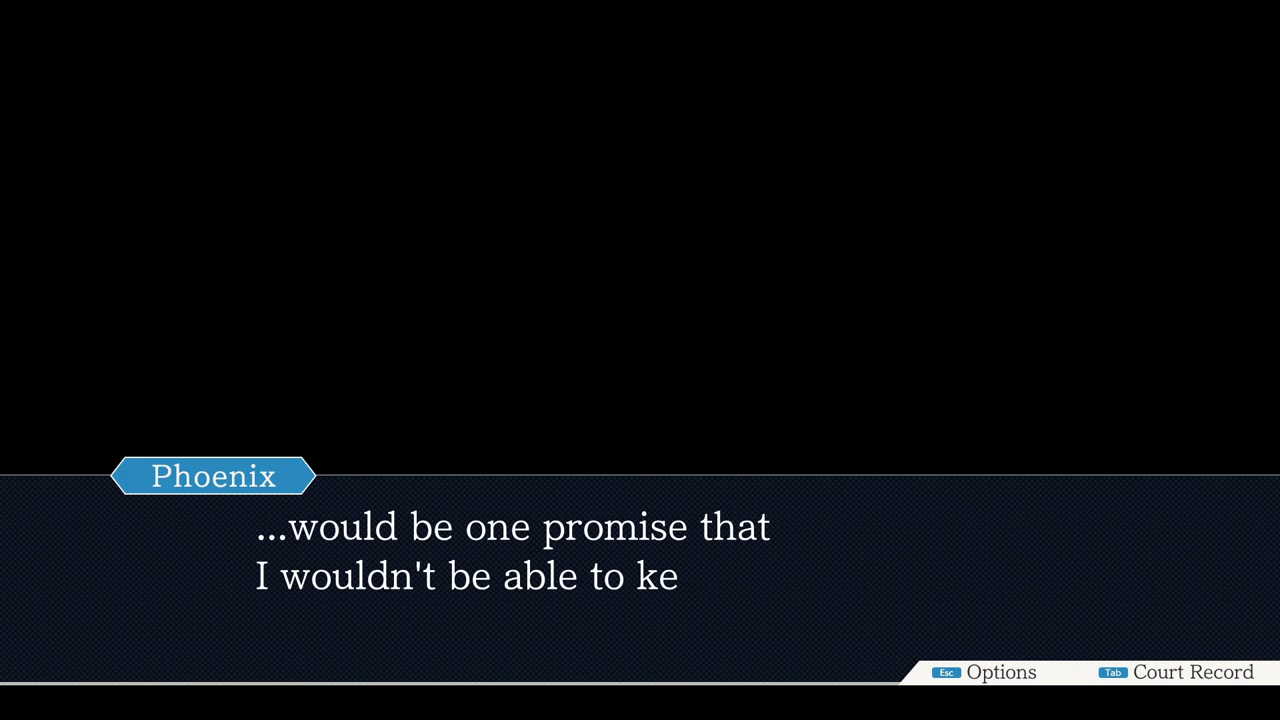 Phoenix
...would be one promise that
I wouldn't be able to ke
Esc Options Tab Court Record